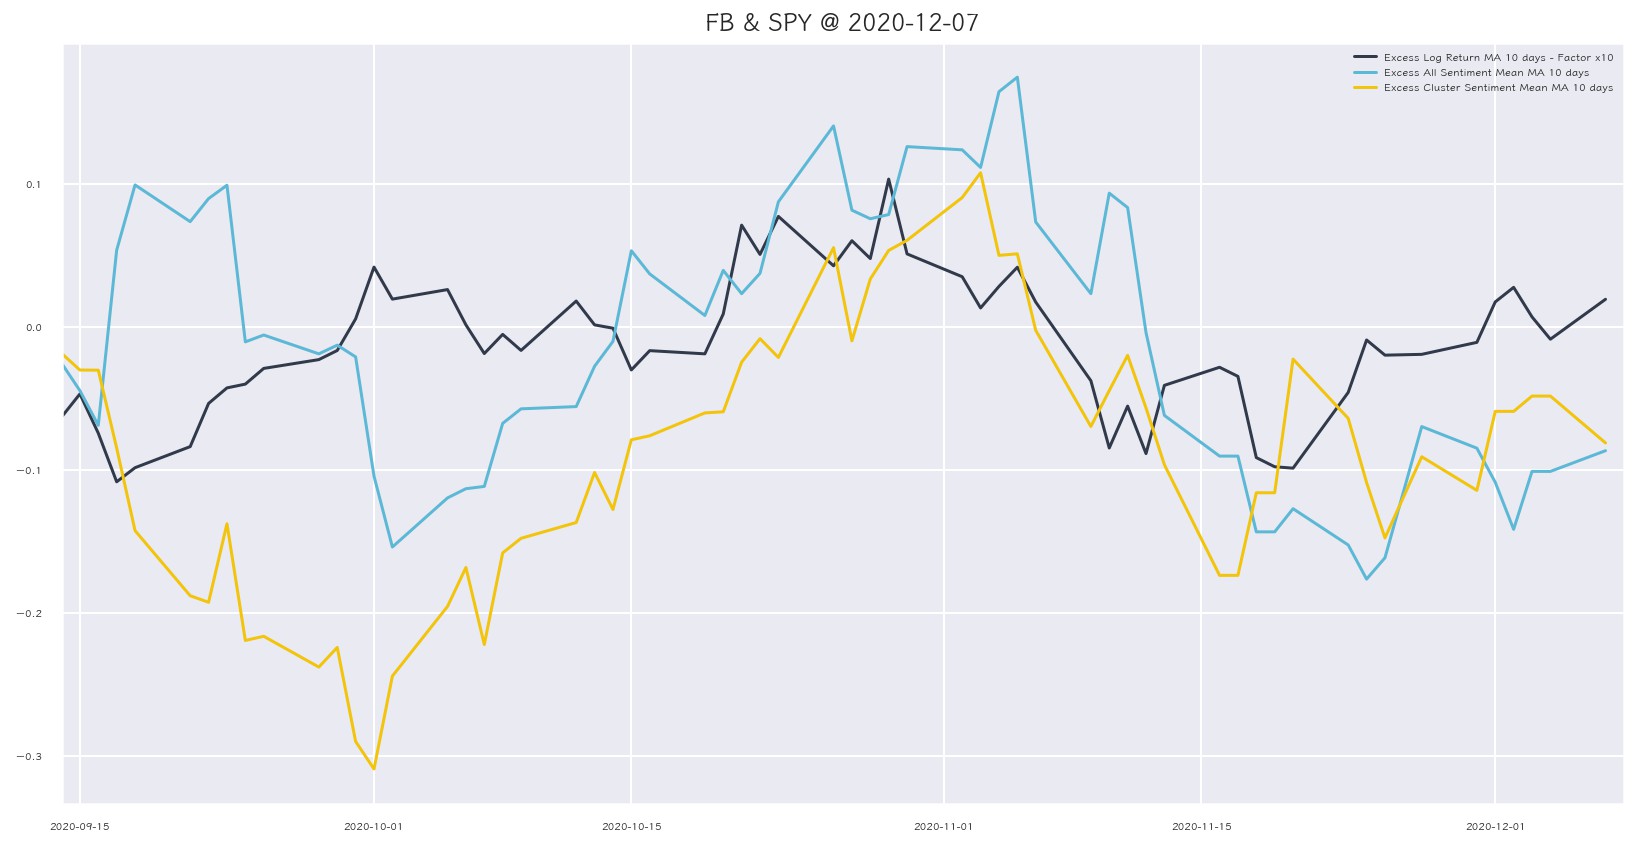 FB & SPY @ 2020-12-07
Excess Log Return MA 10 days - Factor x10
Excess All Sentiment Mean MA 10 days
Excess Cluster Sentiment Mean MA 10 days
0.1
0.0
−0.1
−0.2
−0.3
2020-09-15 2020-10-01 2020-10-15 2020-11-01 2020-11-15 2020-12-01